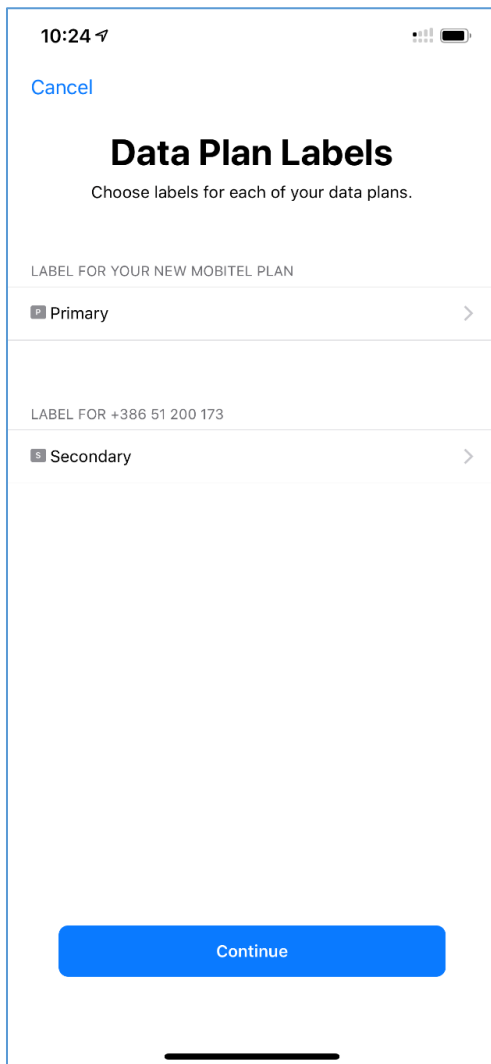 10:24
Cancel
Data Plan Labels
Choose labels for each of your data plans.
LABEL FOR YOUR NEW MOBITEL PLAN
P Primary
LABEL FOR +386 51 200 173
S Secondary
Continue